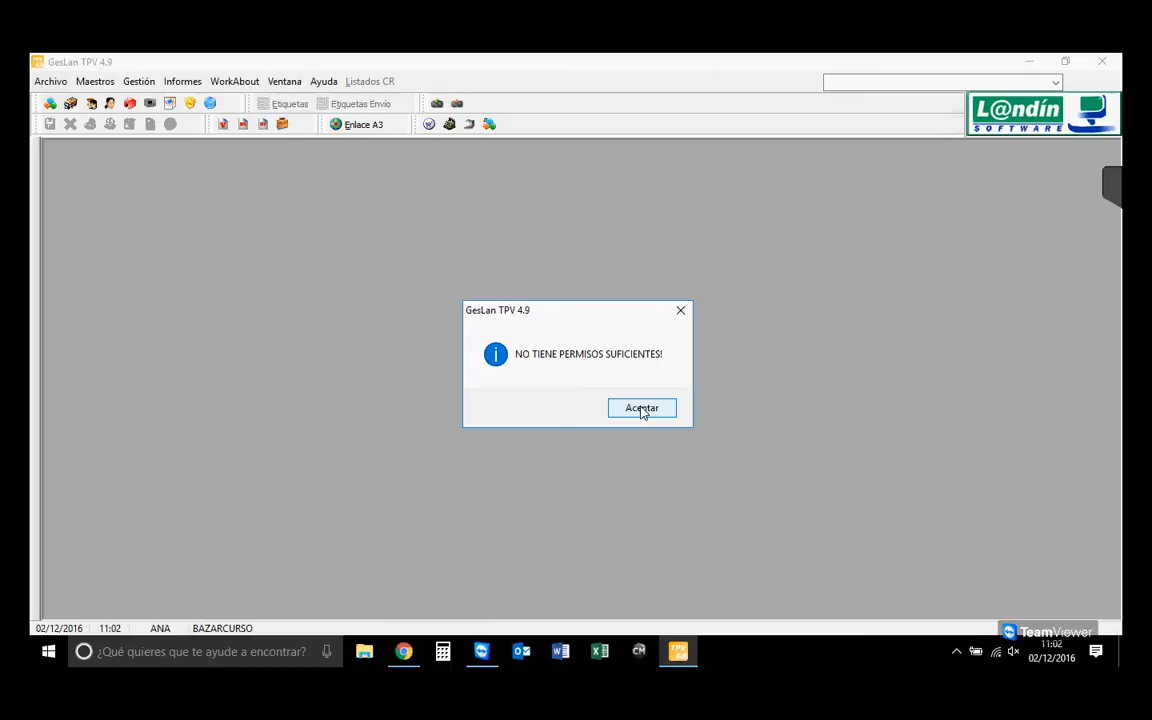 GesLan TPV 4.9
Archivo Maestros Gestión Informes WorkAbout Ventana Ayuda Listados CR
Etiquetas Etiquetas Envío
Enlace A3
L@ndín
SOFTWARE
GesLan TPV 4.9
NO TIENE PERMISOS SUFICIENTES!
Aceptar
02/12/2016 11:02 ANA BAZARCURSO
TeamViewer
¿Qué quieres que te ayude a encontrar?
11:02
02/12/2016